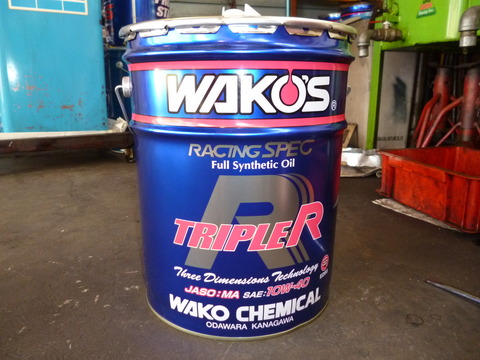 WAKO'S®
RACING SPEC
Full Synthetic Oil
R
TRIPLE R
Three Dimensions Technology
JASO:MA SAE:10W-40
WAKO CHEMICAL
ODAWARA KANAGAWA